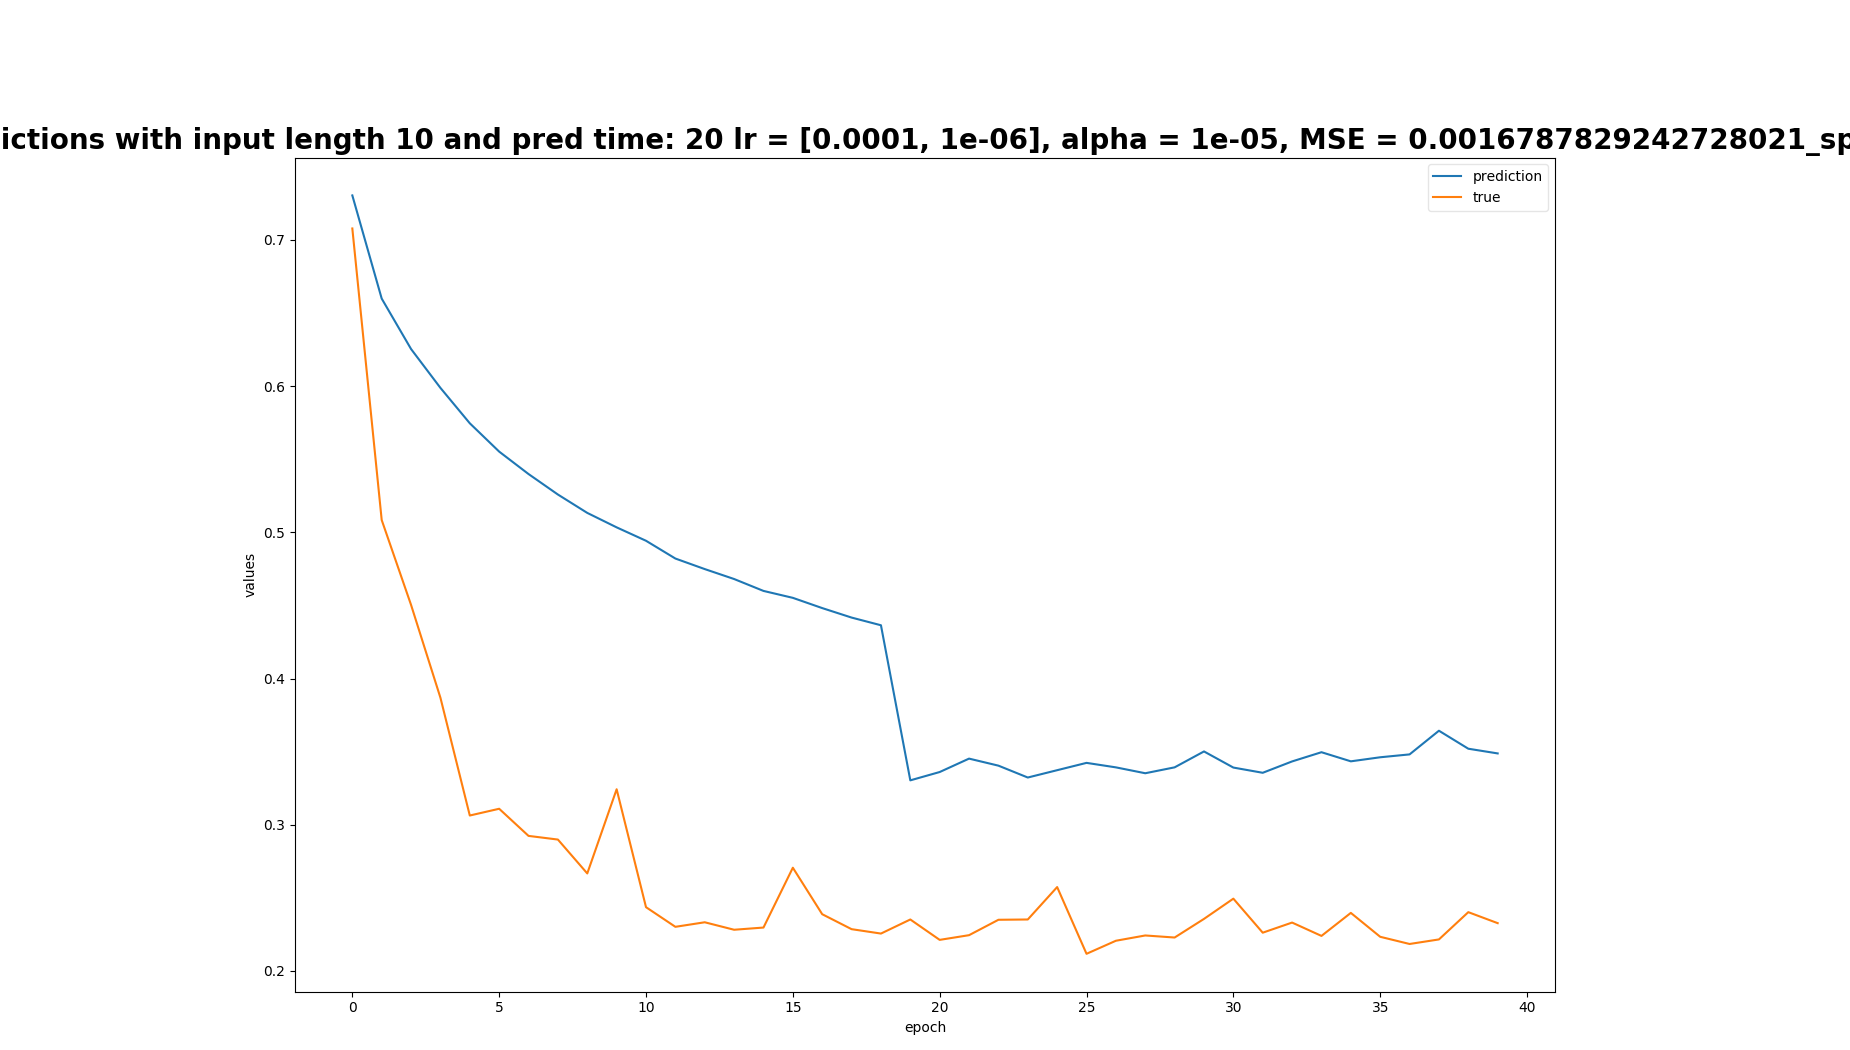 ictions with input length 10 and pred time: 20 lr = [0.0001, 1e-06], alpha = 1e-05, MSE = 0.0016787829242728021_sp
prediction
true
0.7
0.6
0.5
0.4
0.3
0.2
values
0 5 10 15 20 25 30 35 40
epoch